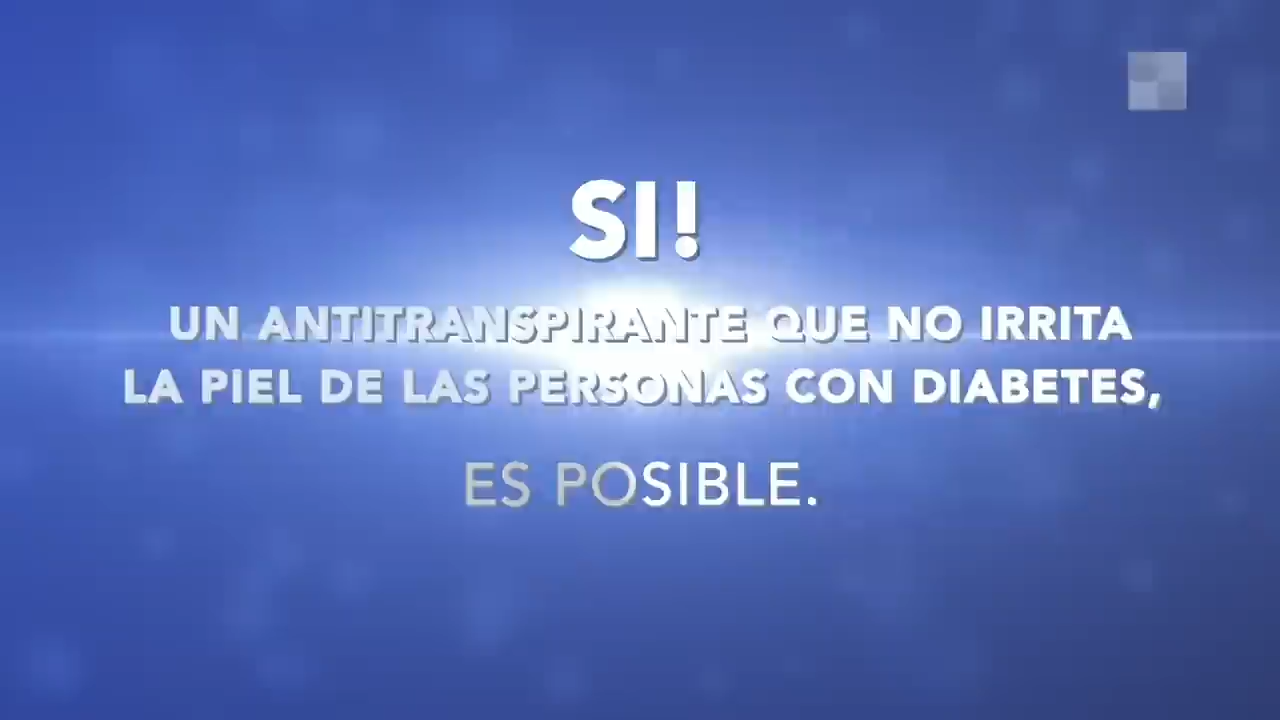 SI!
UN ANTITRANSPIRANTE QUE NO IRRITA
LA PIEL DE LAS PERSONAS CON DIABETES,
ES POSIBLE.